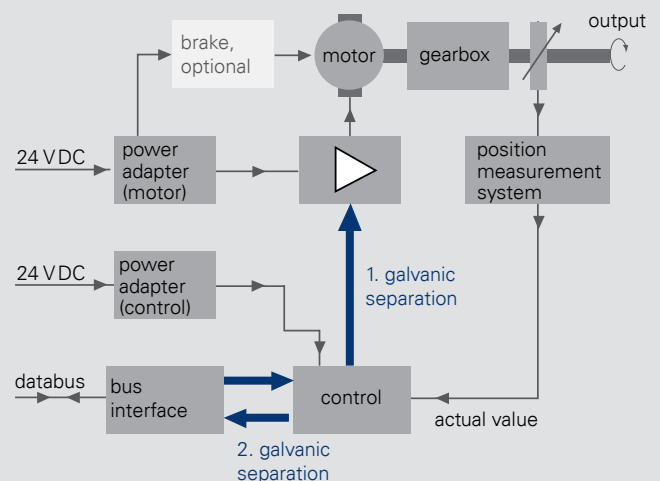 output
brake,
optional
motor
gearbox
24 V DC
power
adapter
(motor)
position
measurement
system
24 V DC
power
adapter
(control)
1. galvanic
separation
databus
bus
interface
control
actual value
2. galvanic
separation